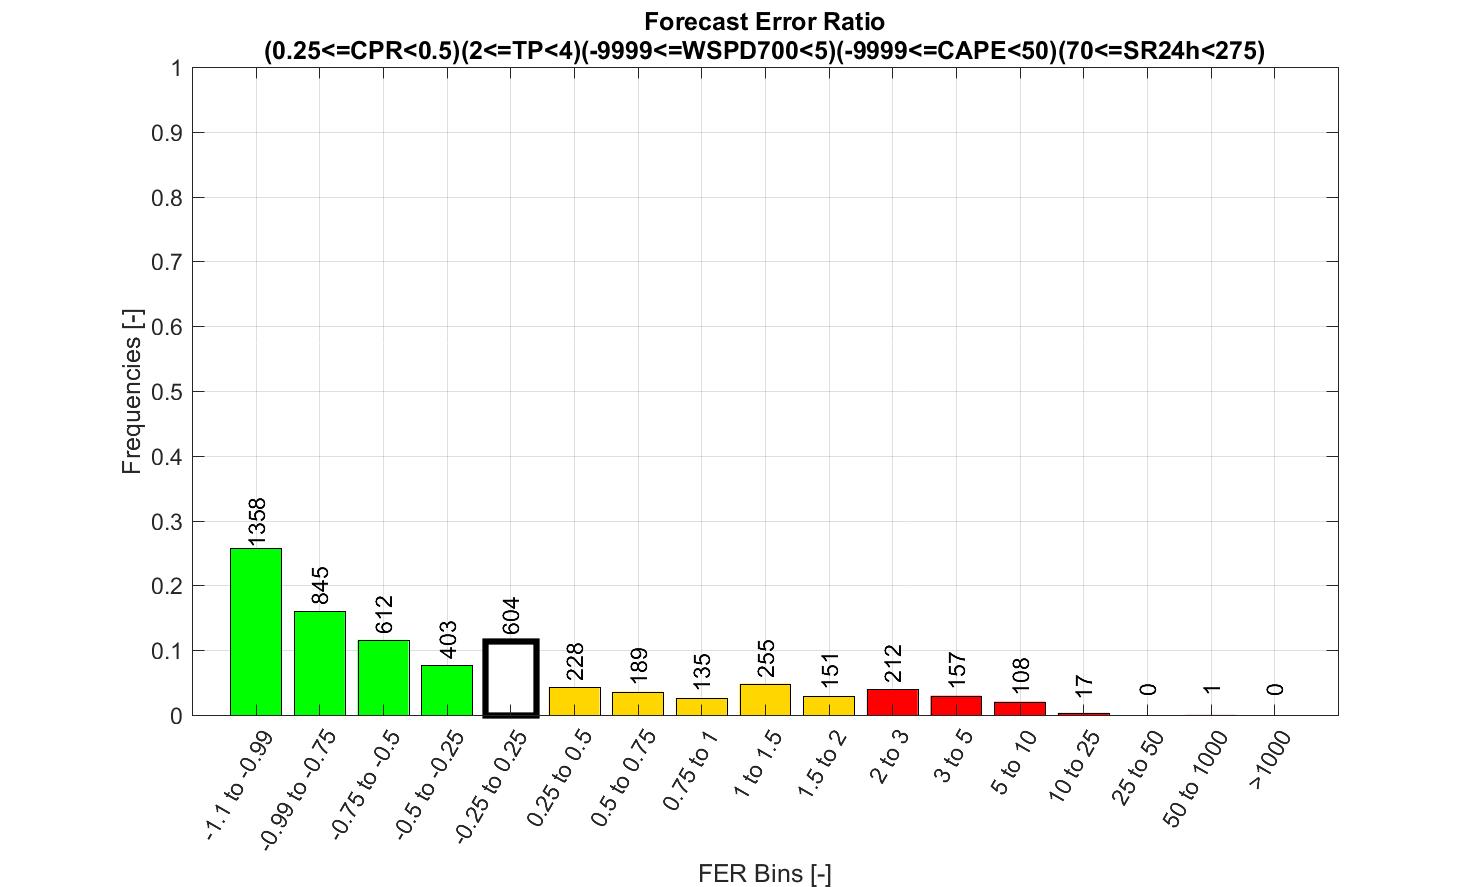 Forecast Error Ratio
(0.25<=CPR<0.5)(2<=TP<4)(-9999<=WSPD700<5)(-9999<=CAPE<50)(70<=SR24h<275)
1
0.9
0.8
0.7
0.6
0.5
0.4
0.3
0.2
0.1
0
Frequencies [-]
1358
845
612
403
604
228
189
135
255
151
212
157
108
17
0
1
0
-1.1 to -0.99
-0.99 to -0.75
-0.75 to -0.5
-0.5 to -0.25
-0.25 to 0.25
0.25 to 0.5
0.5 to 0.75
0.75 to 1
1 to 1.5
1.5 to 2
2 to 3
3 to 5
5 to 10
10 to 25
25 to 50
50 to 1000
>1000
FER Bins [-]